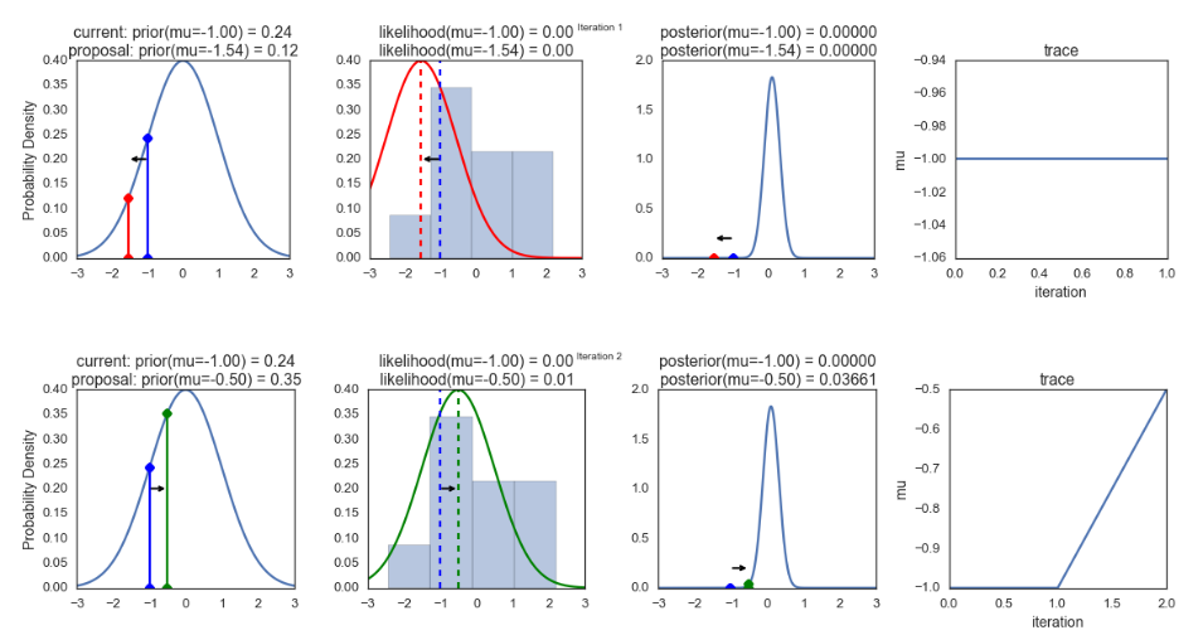 current: prior(mu=-1.00) = 0.24
proposal: prior(mu=-1.54) = 0.12
likelihood(mu=-1.00) = 0.00
likelihood(mu=-1.54) = 0.00
Iteration 1
posterior(mu=-1.00) = 0.00000
posterior(mu=-1.54) = 0.00000
trace
Probability Density
0.40
0.35
0.30
0.25
0.20
0.15
0.10
0.05
0.00
−3 −2 −1 0 1 2 3
0.40
0.35
0.30
0.25
0.20
0.15
0.10
0.05
0.00
−3 −2 −1 0 1 2 3
2.0
1.5
1.0
0.5
0.0
−3 −2 −1 0 1 2 3
mu
−0.94
−0.96
−0.98
−1.00
−1.02
−1.04
−1.06
0.0 0.2 0.4 0.6 0.8 1.0
iteration
current: prior(mu=-1.00) = 0.24
proposal: prior(mu=-0.50) = 0.35
likelihood(mu=-1.00) = 0.00
likelihood(mu=-0.50) = 0.01
Iteration 2
posterior(mu=-1.00) = 0.00000
posterior(mu=-0.50) = 0.03661
trace
Probability Density
0.40
0.35
0.30
0.25
0.20
0.15
0.10
0.05
0.00
−3 −2 −1 0 1 2 3
0.40
0.35
0.30
0.25
0.20
0.15
0.10
0.05
0.00
−3 −2 −1 0 1 2 3
2.0
1.5
1.0
0.5
0.0
−3 −2 −1 0 1 2 3
mu
−0.5
−0.6
−0.7
−0.8
−0.9
−1.0
0.0 0.5 1.0 1.5 2.0
iteration